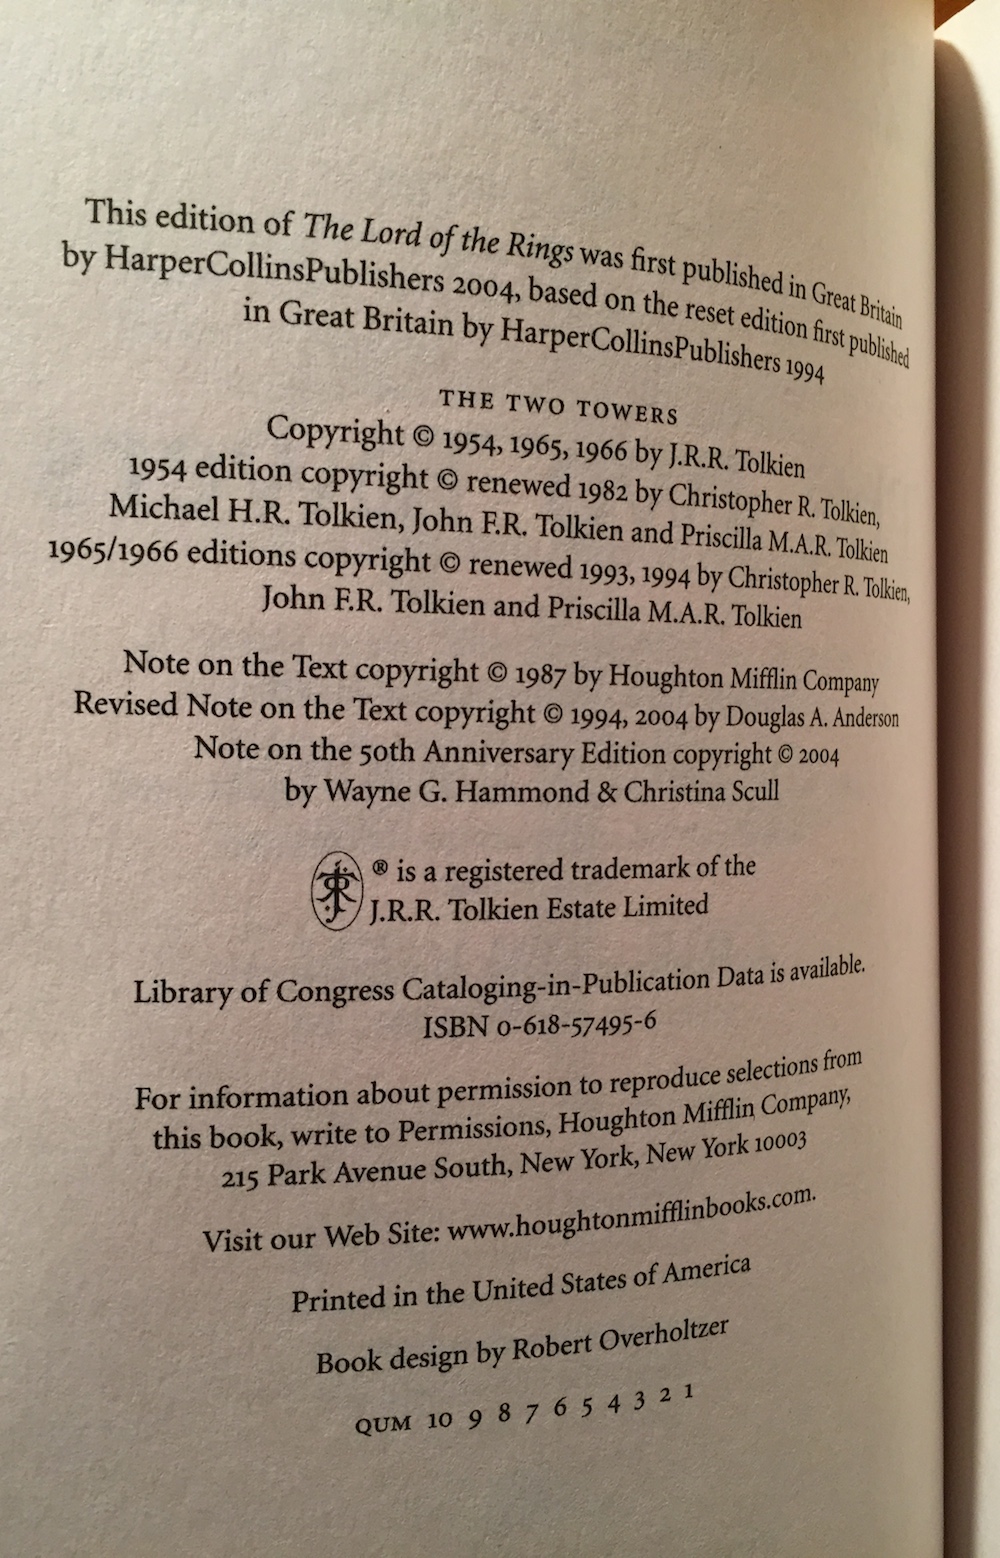 This edition of The Lord of the Rings was first published in Great Britain
by HarperCollinsPublishers 2004, based on the reset edition first published
in Great Britain by HarperCollinsPublishers 1994
THE TWO TOWERS
Copyright © 1954, 1965, 1966 by J.R.R. Tolkien
1954 edition copyright © renewed 1982 by Christopher R. Tolkien,
Michael H.R. Tolkien, John F.R. Tolkien and Priscilla M.A.R. Tolkien
1965/1966 editions copyright © renewed 1993, 1994 by Christopher R. Tolkien,
John F.R. Tolkien and Priscilla M.A.R. Tolkien
Note on the Text copyright © 1987 by Houghton Mifflin Company
Revised Note on the Text copyright © 1994, 2004 by Douglas A. Anderson
Note on the 50th Anniversary Edition copyright © 2004
by Wayne G. Hammond & Christina Scull
® is a registered trademark of the
J.R.R. Tolkien Estate Limited
Library of Congress Cataloging-in-Publication Data is available.
ISBN 0-618-57495-6
For information about permission to reproduce selections from
this book, write to Permissions, Houghton Mifflin Company,
215 Park Avenue South, New York, New York 10003
Visit our Web Site: www.houghtonmifflinbooks.com.
Printed in the United States of America
Book design by Robert Overholtzer
QUM 10 9 8 7 6 5 4 3 2 1